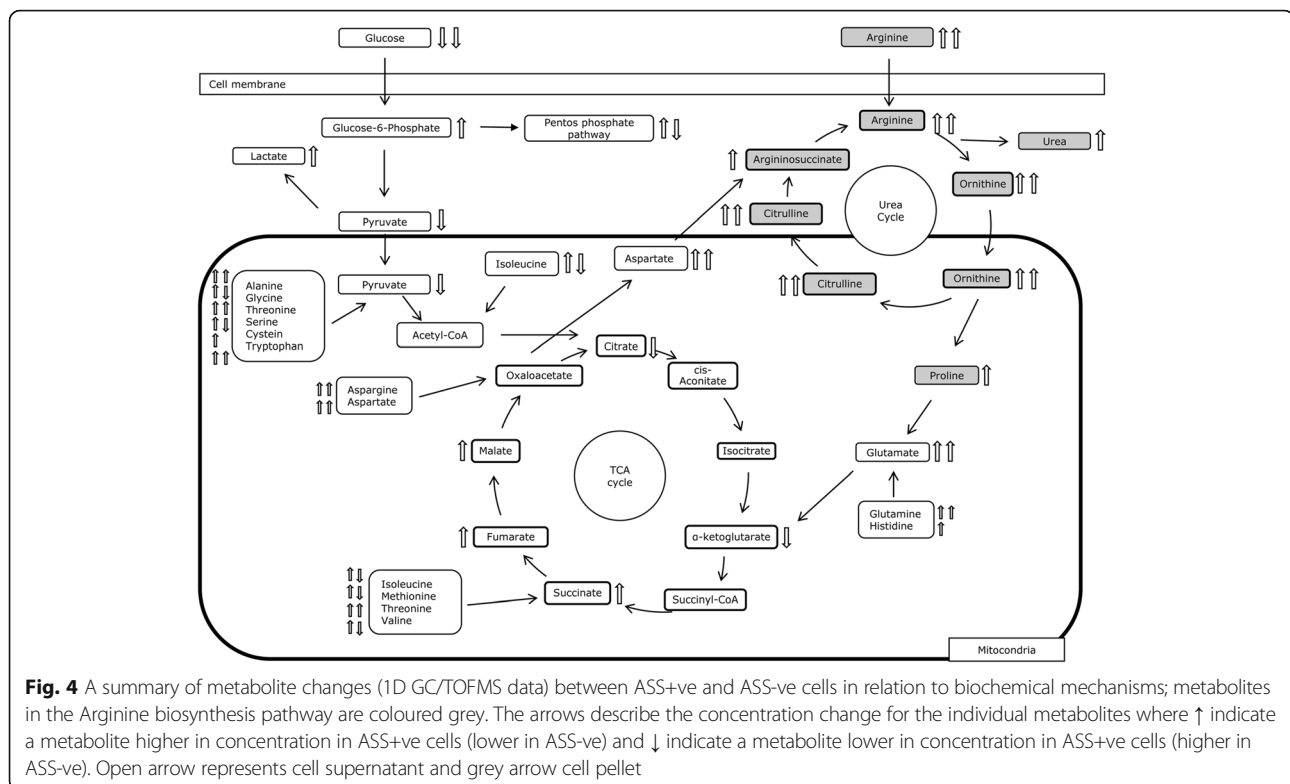 Glucose ⇩⇩
Arginine ⇧⇧
Cell membrane
Glucose-6-Phosphate ⇧
Pentos phosphate
pathway ⇧⇩
Arginine ⇧⇧
Urea ⇧
Lactate ⇧
⇧ Argininosuccinate
Ornithine ⇧⇧
Urea
Cycle
⇧⇧ Citrulline
Pyruvate ⇩
Aspartate ⇧⇧
Isoleucine ⇧⇩
Pyruvate ⇩
⇧⇧ Citrulline
Ornithine ⇧⇧
⇧⇧ Alanine
⇧⇩ Glycine
⇧⇧ Threonine
⇧⇩ Serine
⇧ Cystein
⇧⇧ Tryptophan
Acetyl-CoA
Citrate ⇩
Oxaloacetate
cis-
Aconitate
Proline ⇧
⇧⇧ Aspargine
⇧⇧ Aspartate
⇧ Malate
TCA
cycle
Isocitrate
Glutamate ⇧⇧
Glutamine ⇧⇧
Histidine ⇧
⇧ Fumarate
α-ketoglutarate ⇩
⇧⇩ Isoleucine
⇧⇩ Methionine
⇧⇧ Threonine
⇧⇩ Valine
Succinate ⇧
Succinyl-CoA
Mitocondria
Fig. 4 A summary of metabolite changes (1D GC/TOFMS data) between ASS+ve and ASS-ve cells in relation to biochemical mechanisms; metabolites
in the Arginine biosynthesis pathway are coloured grey. The arrows describe the concentration change for the individual metabolites where ↑ indicate
a metabolite higher in concentration in ASS+ve cells (lower in ASS-ve) and ↓ indicate a metabolite lower in concentration in ASS+ve cells (higher in
ASS-ve). Open arrow represents cell supernatant and grey arrow cell pellet